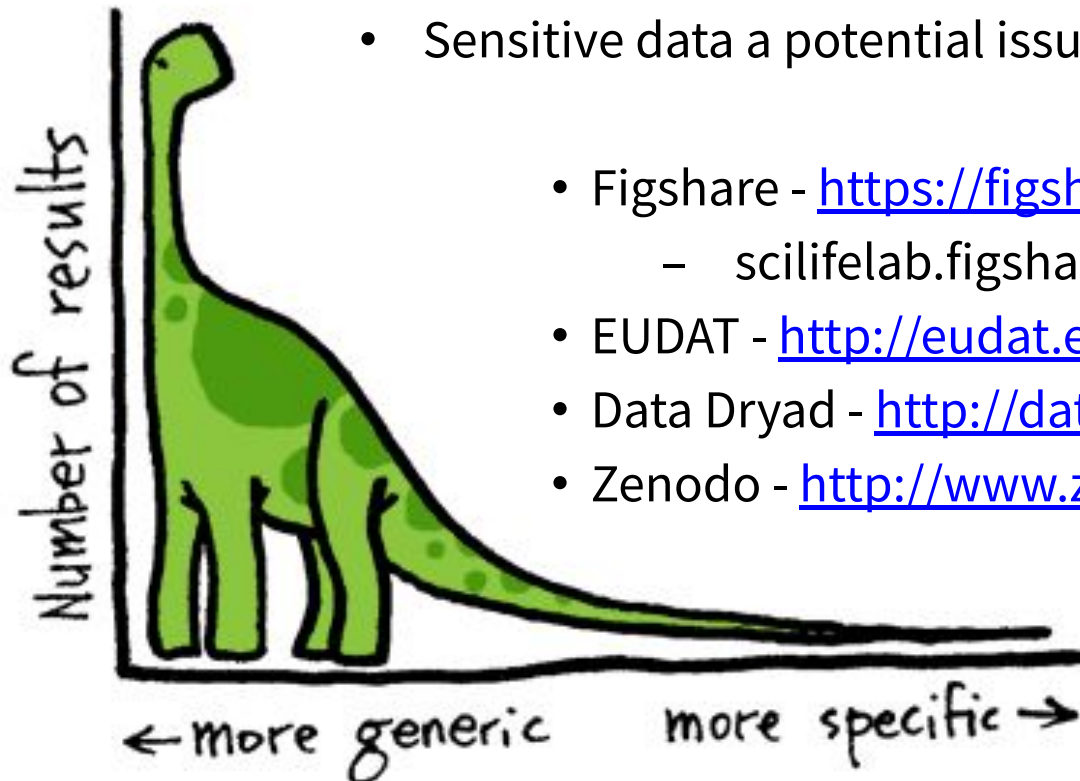 • Sensitive data a potential issu
• Figshare - https://figsh
– scilifelab.figsha
• EUDAT - http://eudat.e
• Data Dryad - http://dat
• Zenodo - http://www.z
Number of results
←more generic more specific→